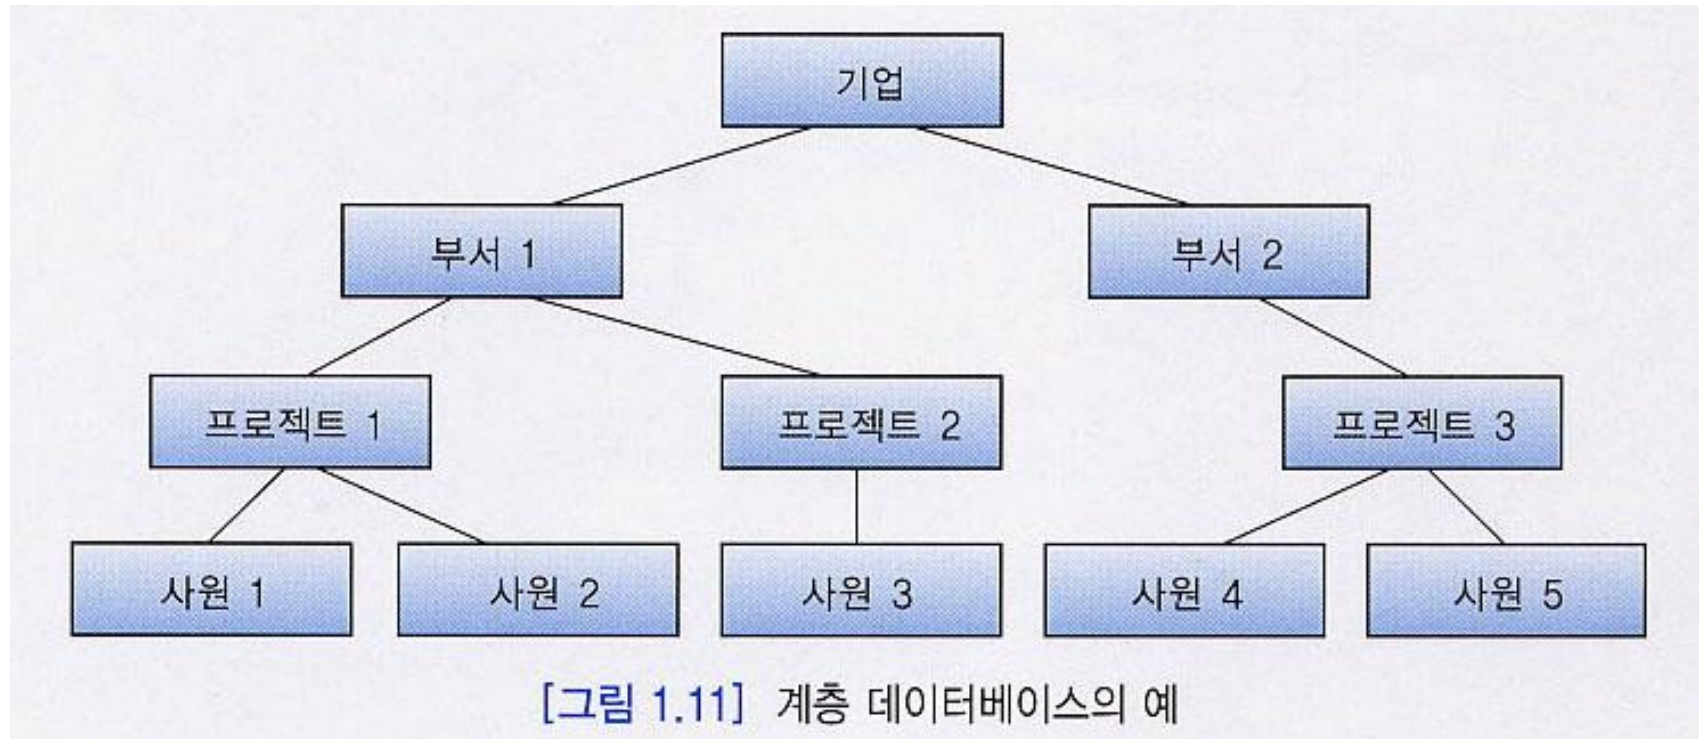 기업
부서 1
부서 2
프로젝트 1
프로젝트 2
프로젝트 3
사원 1
사원 2
사원 3
사원 4
사원 5
[그림 1.11] 계층 데이터베이스의 예